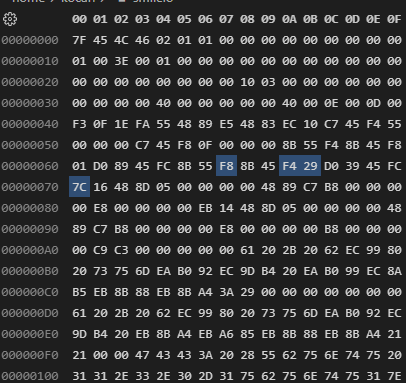 00 01 02 03 04 05 06 07 08 09 0A 0B 0C 0D 0E 0F
00000000 7F 45 4C 46 02 01 01 00 00 00 00 00 00 00 00 00
00000010 01 00 3E 00 01 00 00 00 00 00 00 00 00 00 00 00
00000020 00 00 00 00 00 00 00 00 10 03 00 00 00 00 00 00
00000030 00 00 00 00 40 00 00 00 00 00 40 00 0E 00 0D 00
00000040 F3 0F 1E FA 55 48 89 E5 48 83 EC 10 C7 45 F4 55
00000050 00 00 00 C7 45 F8 0F 00 00 00 8B 55 F4 8B 45 F8
00000060 01 D0 89 45 FC 8B 55 F8 8B 45 F4 29 D0 39 45 FC
00000070 7C 16 48 8D 05 00 00 00 00 48 89 C7 B8 00 00 00
00000080 00 E8 00 00 00 00 EB 14 48 8D 05 00 00 00 00 48
00000090 89 C7 B8 00 00 00 00 E8 00 00 00 00 B8 00 00 00
000000A0 00 C9 C3 00 00 00 00 00 61 20 2B 20 62 EC 99 80
000000B0 20 73 75 6D EA B0 92 EC 9D B4 20 EA B0 99 EC 8A
000000C0 B5 EB 8B 88 EB 8B A4 3A 29 00 00 00 00 00 00 00
000000D0 61 20 2B 20 62 EC 99 80 20 73 75 6D EA B0 92 EC
000000E0 9D B4 20 EB 8B A4 EB A6 85 EB 8B 88 EB 8B A4 21
000000F0 21 00 00 47 43 43 3A 20 28 55 62 75 6E 74 75 20
00000100 31 31 2E 33 2E 30 2D 31 75 62 75 6E 74 75 31 7E